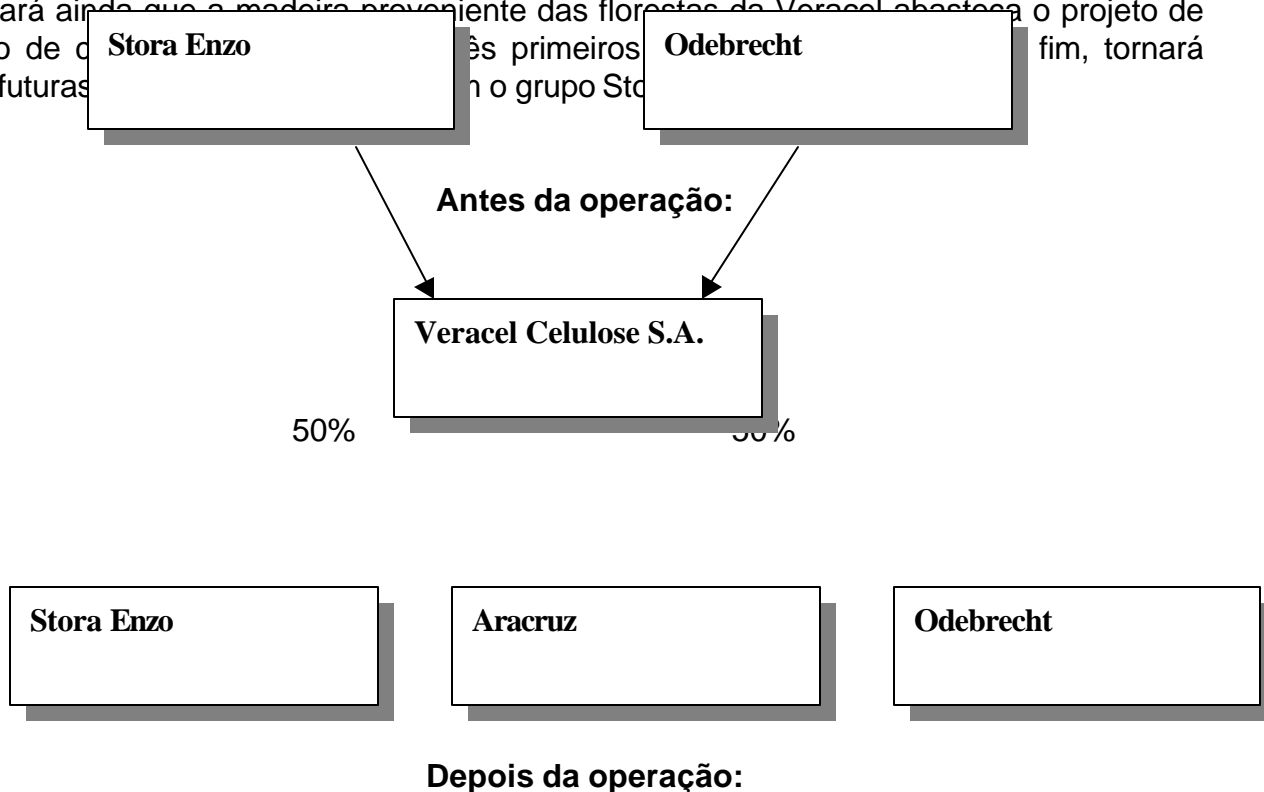 ainda que a madeira proveniente das florestas da Veracel abasteça o projeto de
o de ês primeiros fim, tornará
futuras o grupo
Stora Enzo Odebrecht
Antes da operação:
Veracel Celulose S.A.
50% 50%
Stora Enzo Aracruz Odebrecht
Depois da operação: